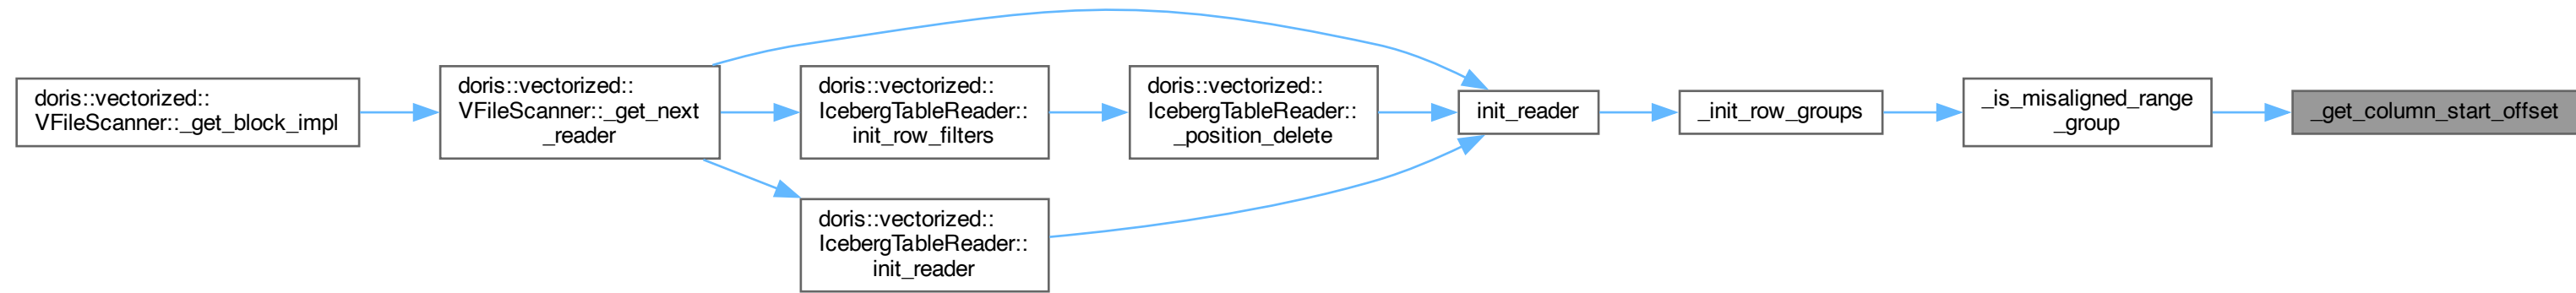 doris::vectorized::
VFileScanner::_get_block_impl
doris::vectorized::
VFileScanner::_get_next
_reader
doris::vectorized::
IcebergTableReader::
init_row_filters
doris::vectorized::
IcebergTableReader::
_position_delete
doris::vectorized::
IcebergTableReader::
init_reader
init_reader
_init_row_groups
_is_misaligned_range
_group
_get_column_start_offset